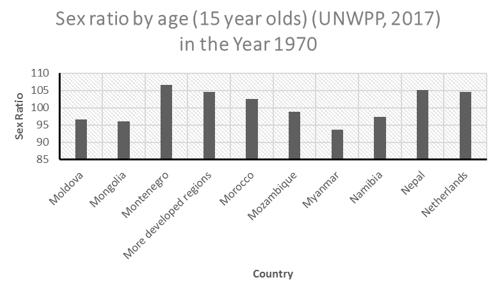 Sex ratio by age (15 year olds) (UNWPP, 2017)
in the Year 1970
110
105
100
95
90
85
Sex Ratio
Moldova
Mongolia
Montenegro
More developed regions
Morocco
Mozambique
Myanmar
Namibia
Nepal
Netherlands
Country